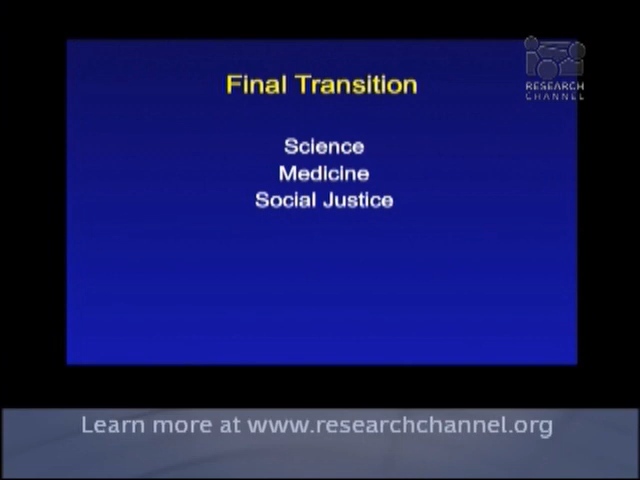 RESEARCH
CHANNEL
Final Transition
Science
Medicine
Social Justice
Learn more at www.researchchannel.org